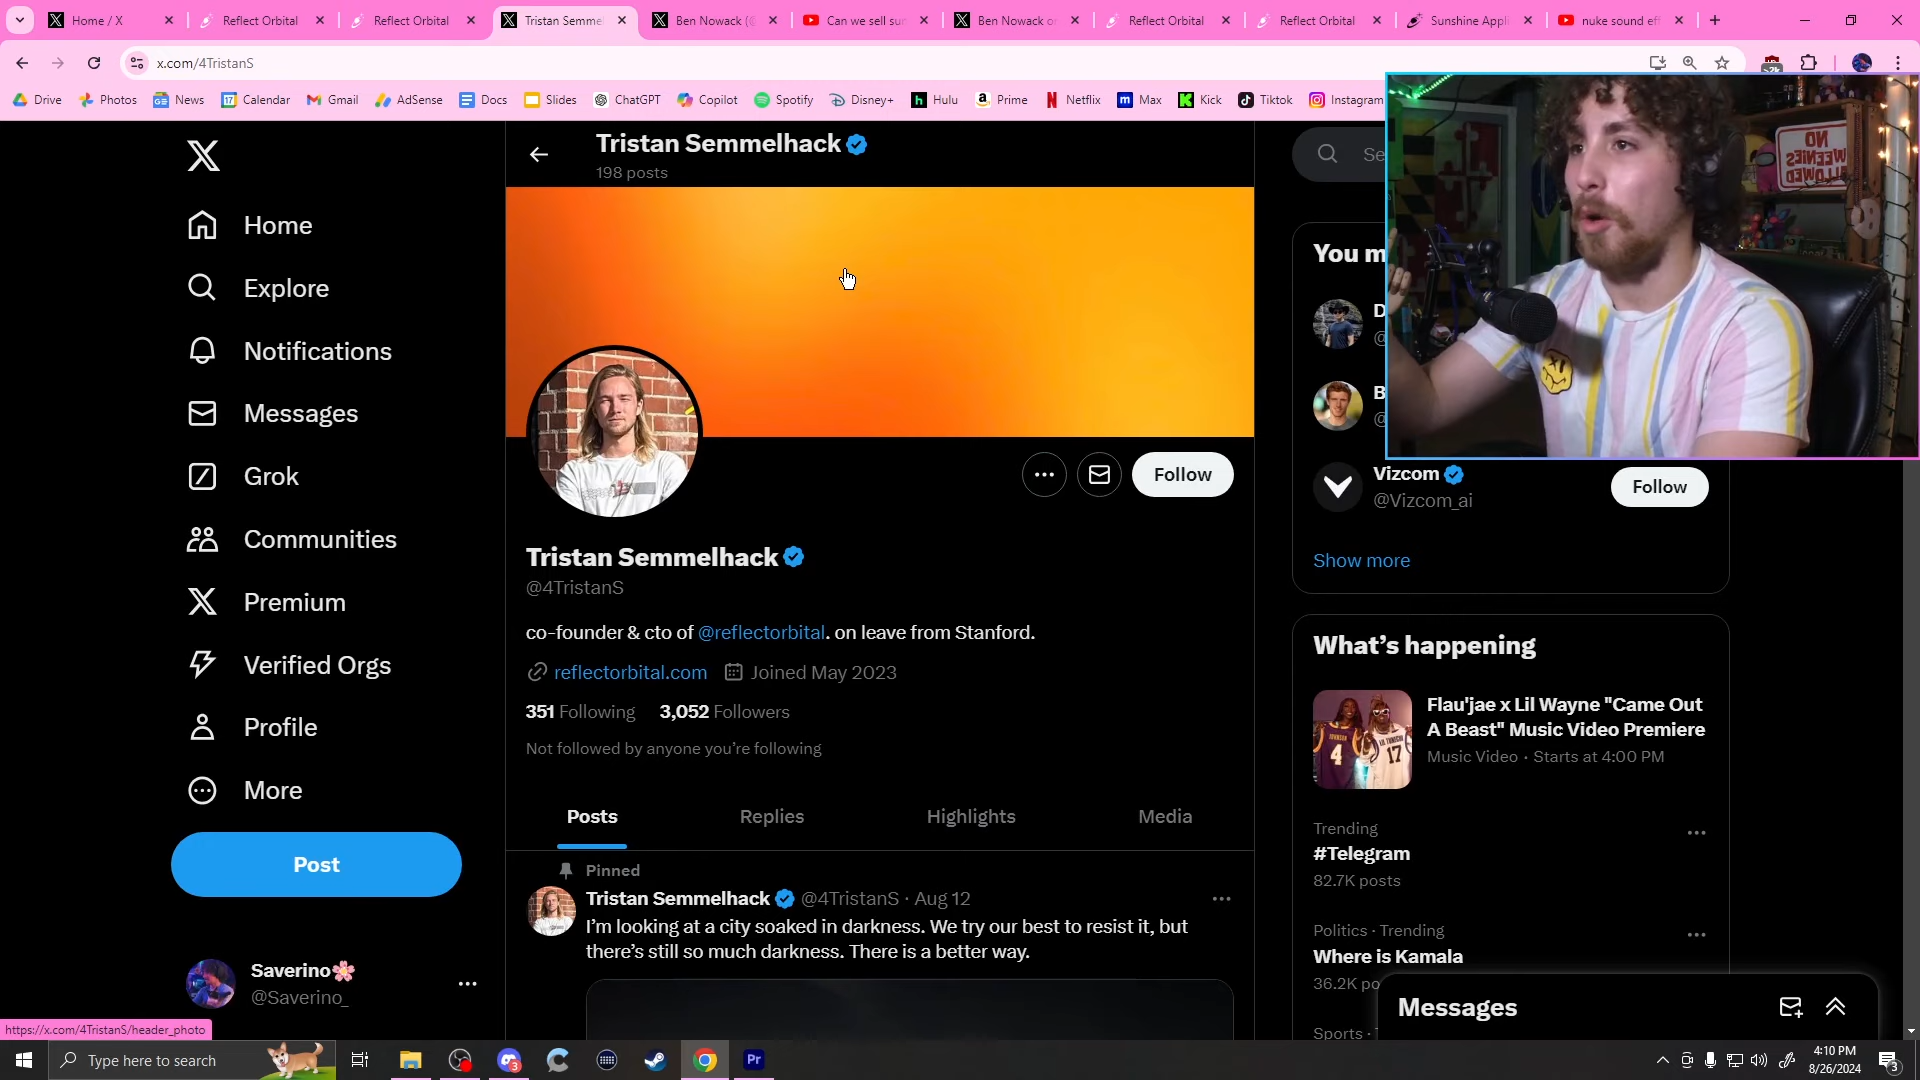 Home / X
Reflect Orbital
Reflect Orbital
Tristan Semme
Ben Nowack (@
Can we sell su
Ben Nowack o
Reflect Orbital
Reflect Orbital
Sunshine Appl
nuke sound ef
x.com/4TristanS
Drive
Photos
News
Calendar
Gmail
AdSense
Docs
Slides
ChatGPT
Copilot
Spotify
Disney+
Hulu
Prime
Netflix
Max
Kick
Tiktok
Instagram
Tristan Semmelhack
198 posts
Se
NO
WEENIES
ALLOWED
Home
Explore
Notifications
Messages
Grok
Communities
Premium
Verified Orgs
Profile
More
Post
Saverino🌸
@Saverino_
Follow
Tristan Semmelhack
@4TristanS
co-founder & cto of @reflectorbital. on leave from Stanford.
reflectorbital.com Joined May 2023
351 Following 3,052 Followers
Not followed by anyone you’re following
Posts Replies Highlights Media
Pinned
Tristan Semmelhack @4TristanS · Aug 12
I’m looking at a city soaked in darkness. We try our best to resist it, but
there’s still so much darkness. There is a better way.
You m
D
@
B
@
Vizcom
@Vizcom_ai
Follow
Show more
What’s happening
Flau'jae x Lil Wayne "Came Out
A Beast" Music Video Premiere
Music Video · Starts at 4:00 PM
Trending
#Telegram
82.7K posts
Politics · Trending
Where is Kamala
36.2K po
Sports ·
Messages
https://x.com/4TristanS/header_photo
Type here to search
Pr
4:10 PM
8/26/2024
3